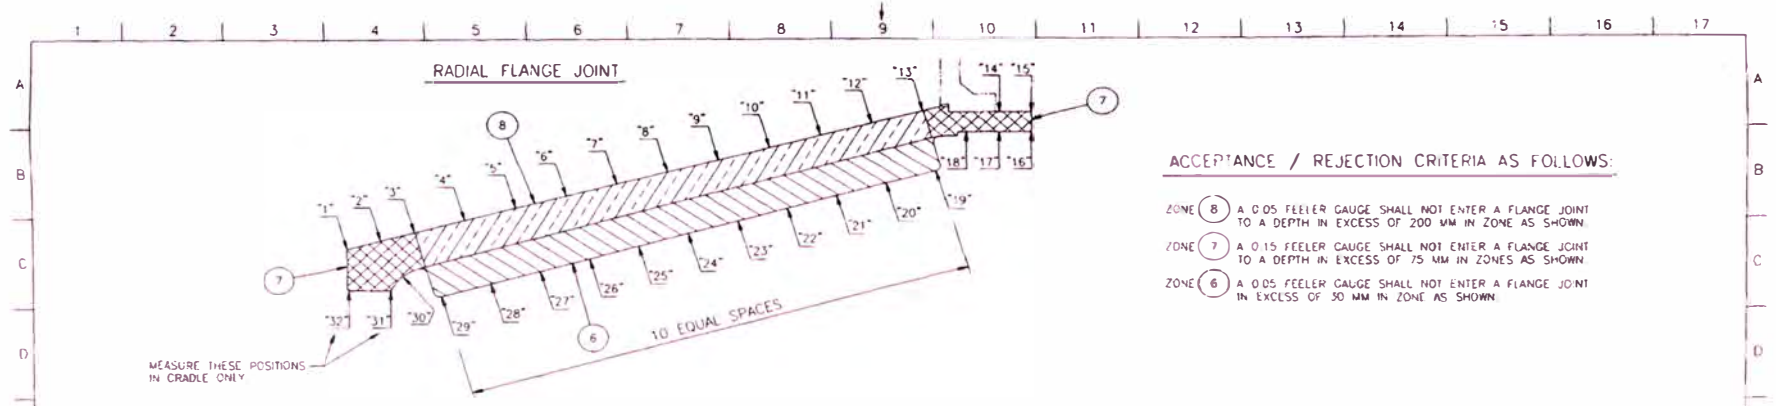 1 2 3 4 5 6 7 8 9 10 11 12 13 14 15 16 17
A A
RADIAL FLANGE JOINT
"1" "2" "3" "4" "5" "6" "7" "8" "9" "10" "11" "12" "13" "14" "15"
8
7
B B
"18" "17" "16"
"19"
"20"
"21"
"22"
"23"
"24"
"25"
"26"
"27"
"28"
"29"
"30"
"31"
"32"
C C
7
6
10 EQUAL SPACES
D D
MEASURE THESE POSITIONS
IN CRADLE ONLY
ACCEPTANCE / REJECTION CRITERIA AS FOLLOWS:
ZONE 8 A 0.05 FEELER GAUGE SHALL NOT ENTER A FLANGE JOINT
TO A DEPTH IN EXCESS OF 200 MM IN ZONE AS SHOWN.
ZONE 7 A 0.15 FEELER GAUGE SHALL NOT ENTER A FLANGE JOINT
TO A DEPTH IN EXCESS OF 75 MM IN ZONES AS SHOWN.
ZONE 6 A 0.05 FEELER GAUGE SHALL NOT ENTER A FLANGE JOINT
IN EXCESS OF 50 MM IN ZONE AS SHOWN.